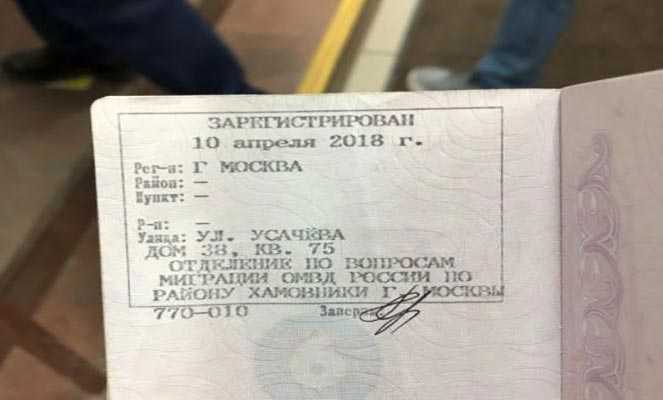 ЗАРЕГИСТРИРОВАН
10 апреля 2018 г.
Рег-н: Г МОСКВА
Район: —
Пункт: —
Р-н: —
Улица: УЛ. УСАЧЁВА
ДОМ 38, КВ. 75
ОТДЕЛЕНИЕ ПО ВОПРОСАМ
МИГРАЦИИ ОМВД РОССИИ ПО
РАЙОНУ ХАМОВНИКИ Г. МОСКВЫ
770-010 Заверил